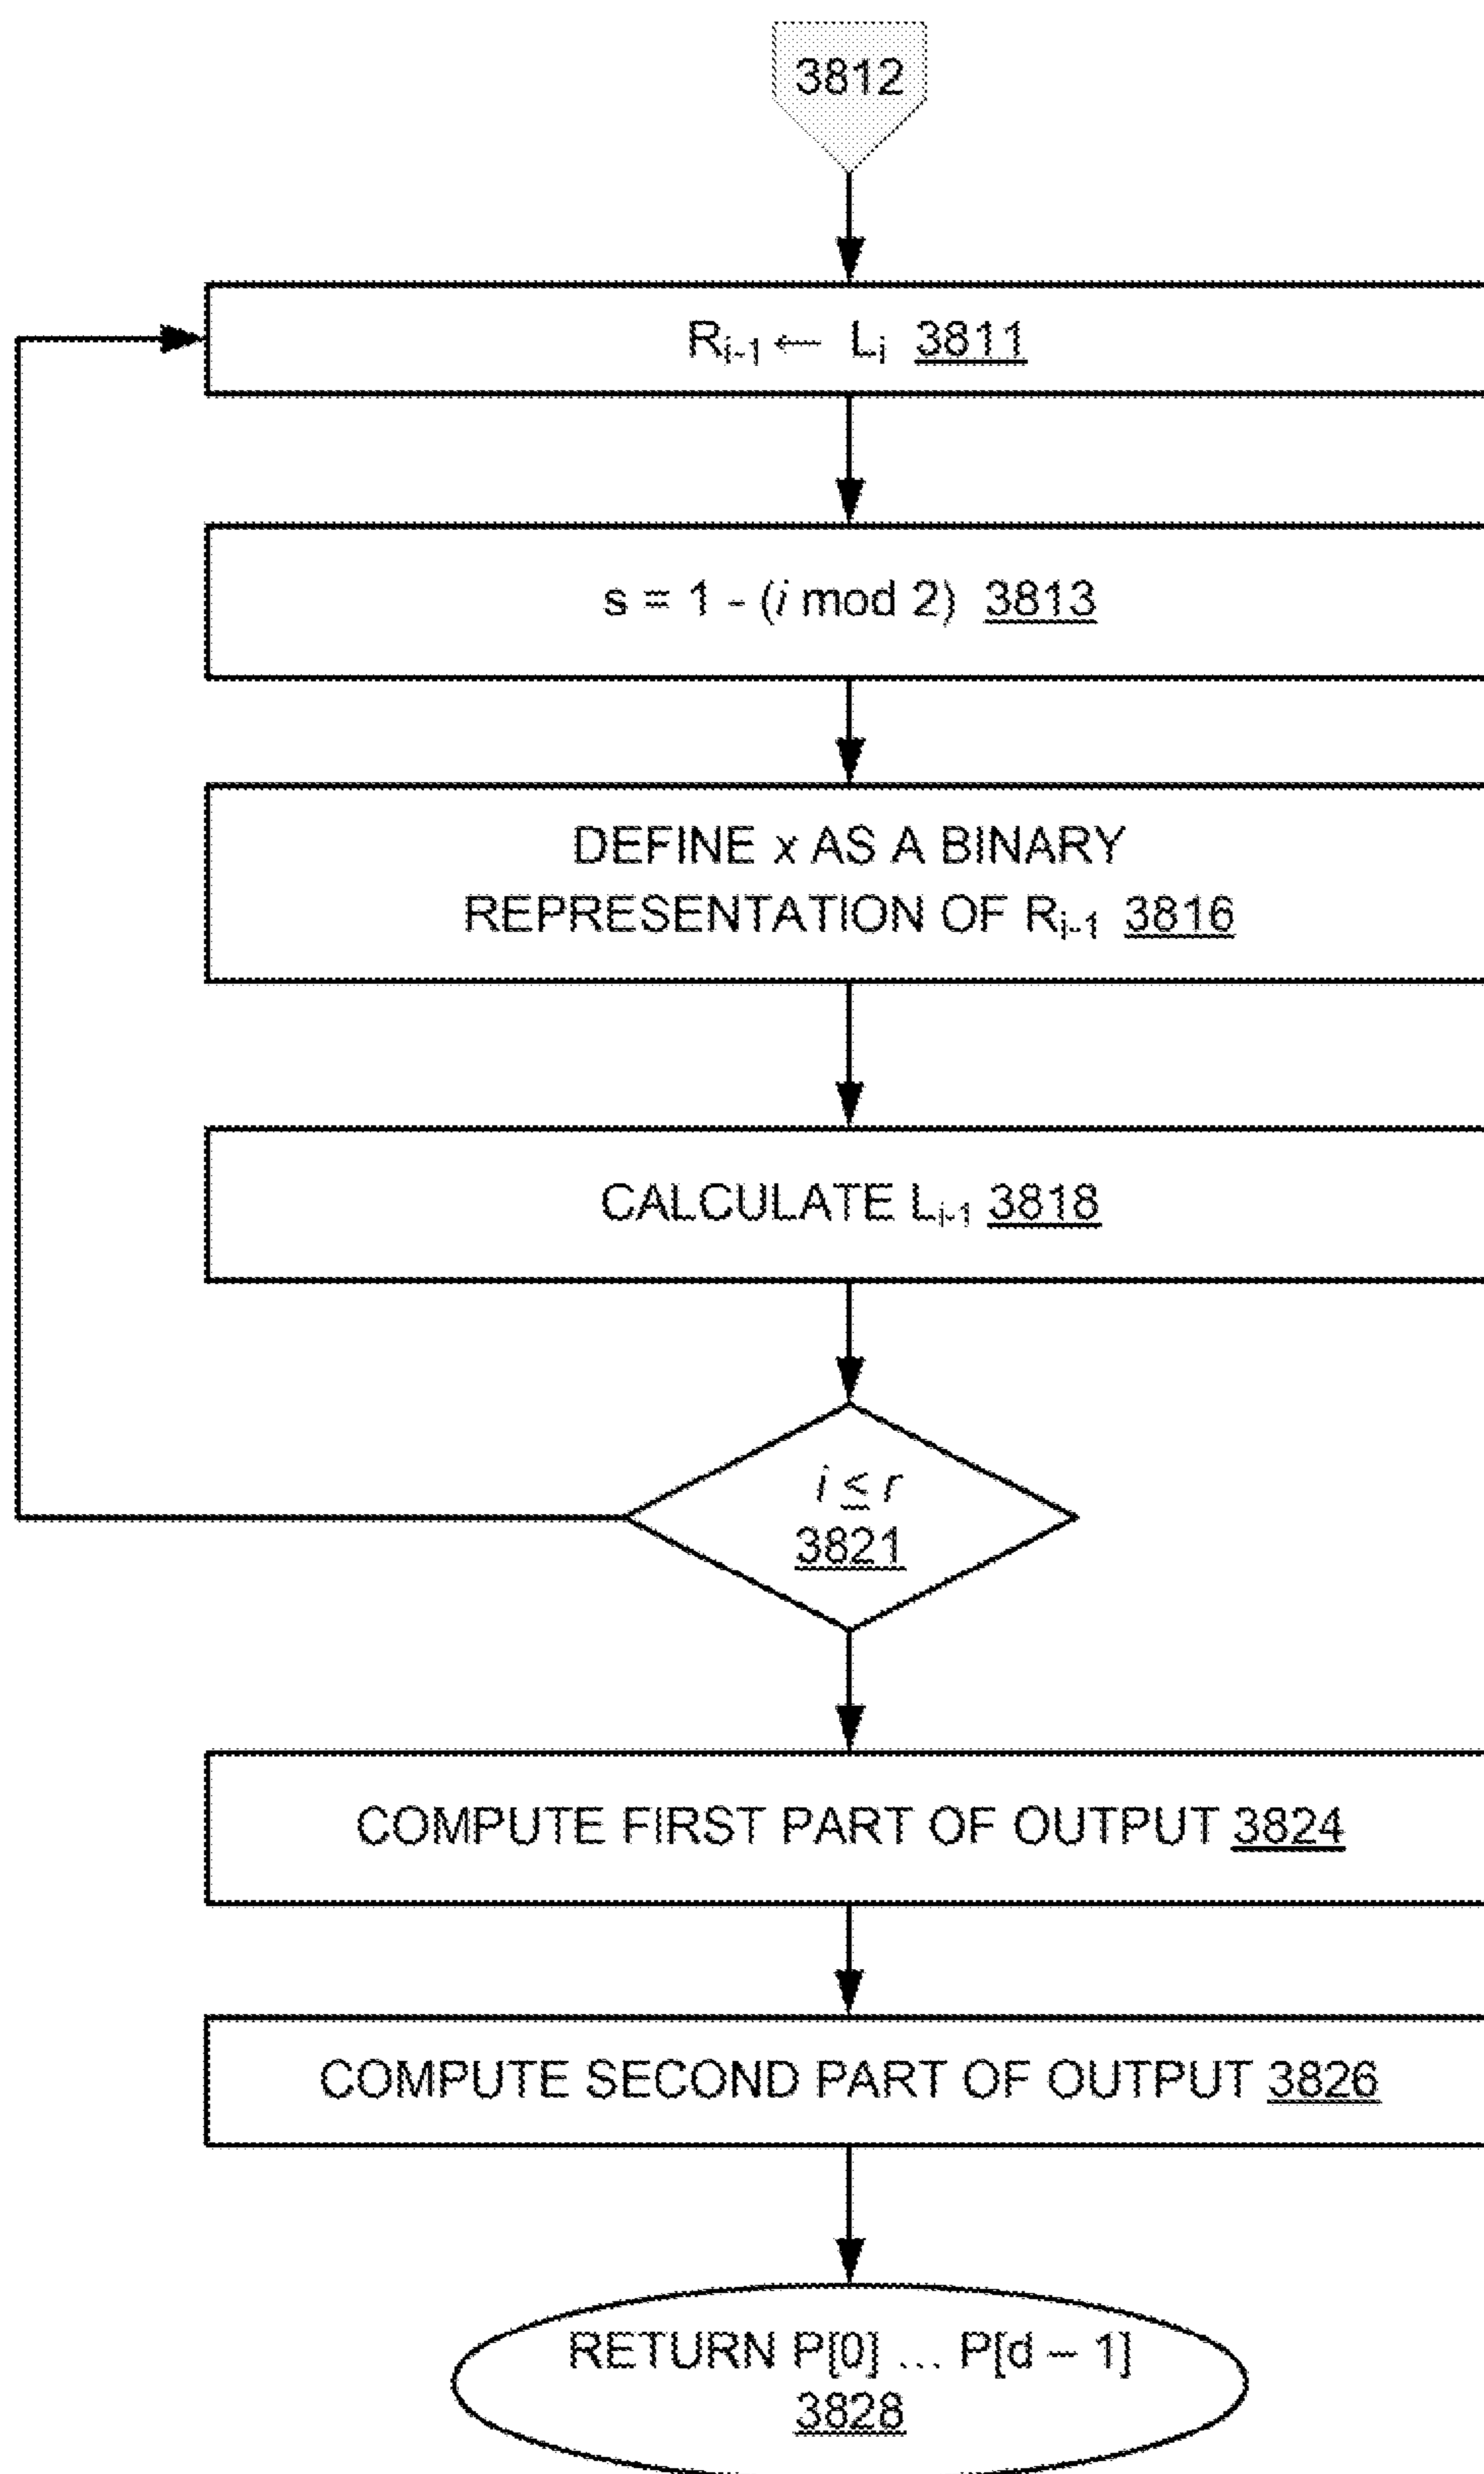 3812
Rᵢ₋₁ ← Lᵢ 3811
s = 1 - (i mod 2) 3813
DEFINE x AS A BINARY
REPRESENTATION OF Rᵢ₋₁ 3816
CALCULATE Lᵢ₋₁ 3818
i ≤ r
3821
COMPUTE FIRST PART OF OUTPUT 3824
COMPUTE SECOND PART OF OUTPUT 3826
RETURN P[0] ... P[d – 1]
3828